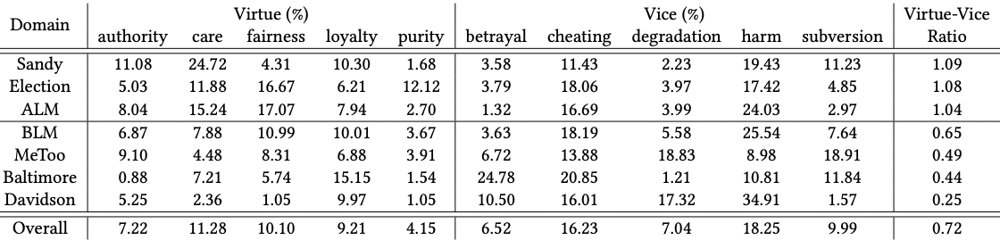 Domain Virtue (%) Vice (%) Virtue-Vice Ratio
authority care fairness loyalty purity betrayal cheating degradation harm subversion
Sandy 11.08 24.72 4.31 10.30 1.68 3.58 11.43 2.23 19.43 11.23 1.09
Election 5.03 11.88 16.67 6.21 12.12 3.79 18.06 3.97 17.42 4.85 1.08
ALM 8.04 15.24 17.07 7.94 2.70 1.32 16.69 3.99 24.03 2.97 1.04
BLM 6.87 7.88 10.99 10.01 3.67 3.63 18.19 5.58 25.54 7.64 0.65
MeToo 9.10 4.48 8.31 6.88 3.91 6.72 13.88 18.83 8.98 18.91 0.49
Baltimore 0.88 7.21 5.74 15.15 1.54 24.78 20.85 1.21 10.81 11.84 0.44
Davidson 5.25 2.36 1.05 9.97 1.05 10.50 16.01 17.32 34.91 1.57 0.25
Overall 7.22 11.28 10.10 9.21 4.15 6.52 16.23 7.04 18.25 9.99 0.72